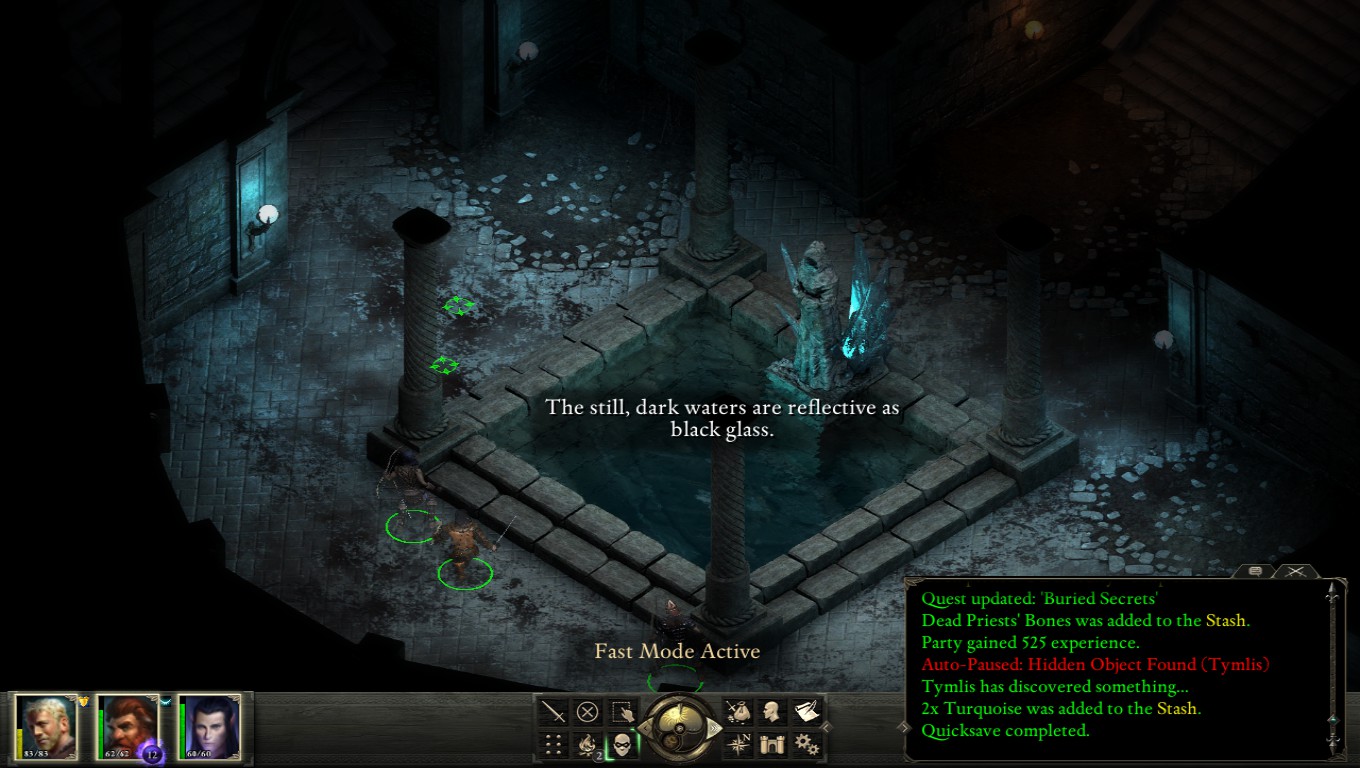 The still, dark waters are reflective as
black glass.
Fast Mode Active
Quest updated: 'Buried Secrets'
Dead Priests' Bones was added to the Stash.
Party gained 525 experience.
Auto-Paused: Hidden Object Found (Tymlis)
Tymlis has discovered something...
2x Turquoise was added to the Stash.
Quicksave completed.
83/83
62/62
12
60/60
2
N